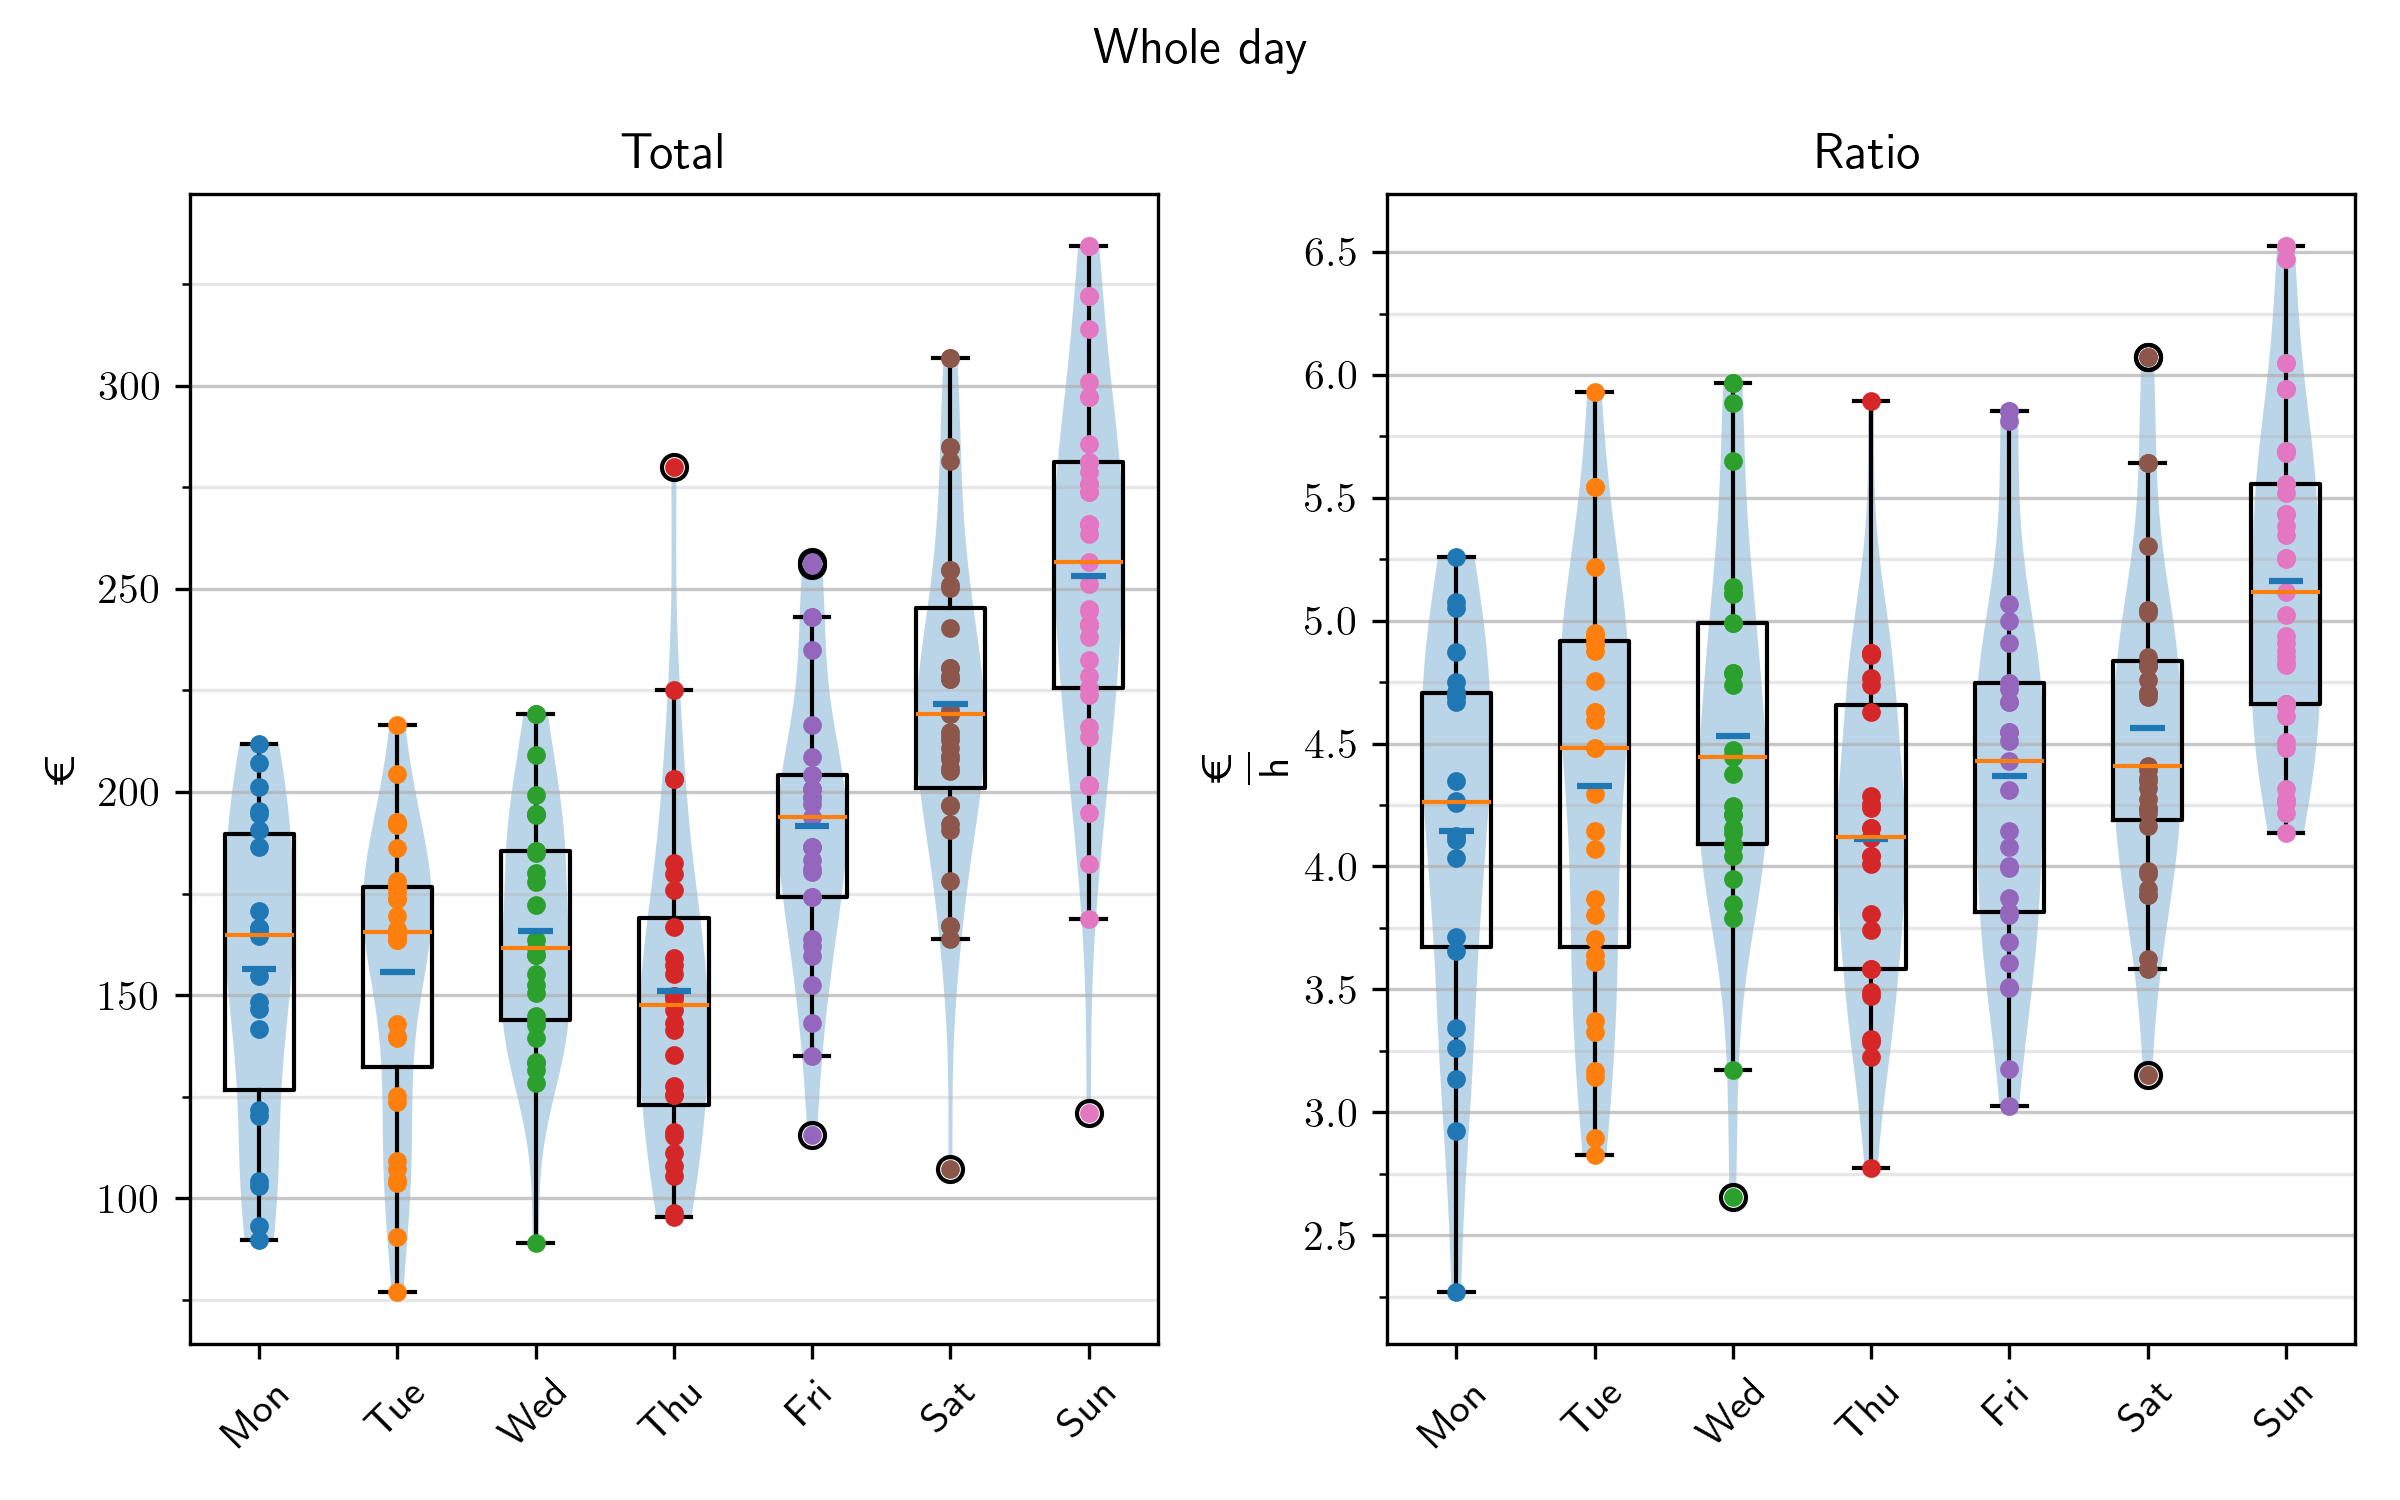 Whole day
Total
€
300
250
200
150
100
Mon Tue Wed Thu Fri Sat Sun
Ratio
€
h
6.5
6.0
5.5
5.0
4.5
4.0
3.5
3.0
2.5
Mon Tue Wed Thu Fri Sat Sun